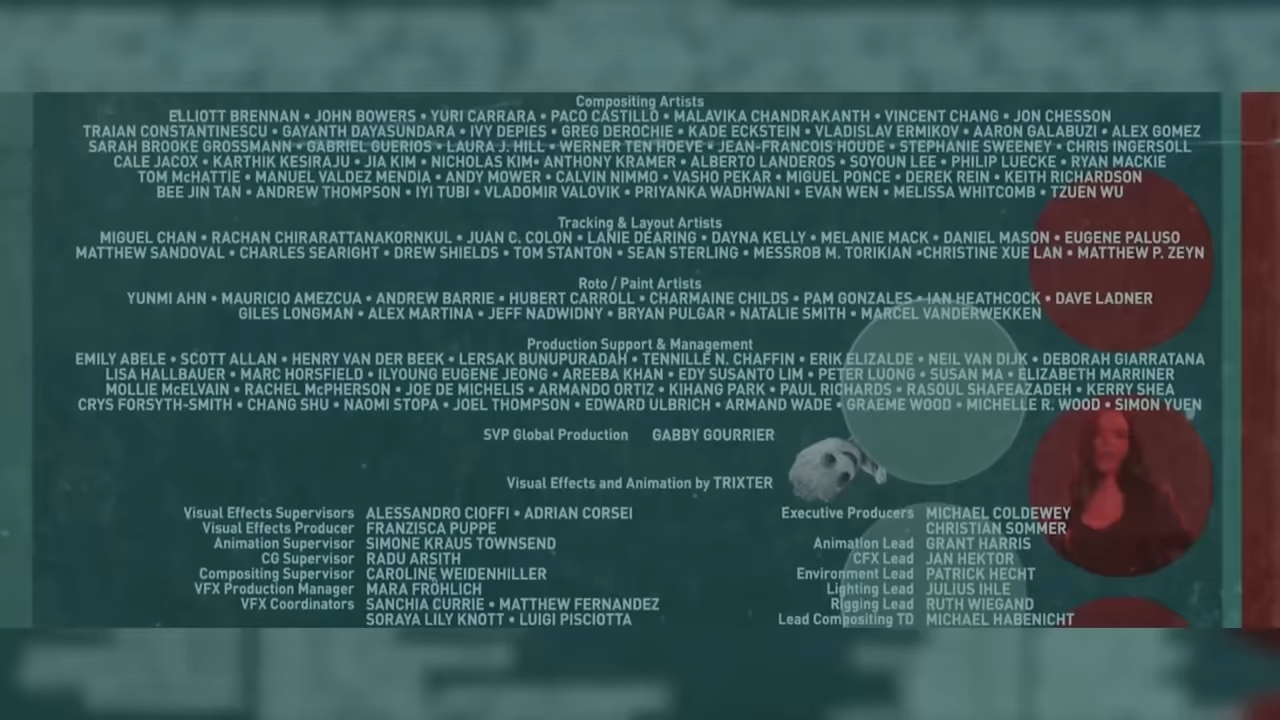 Compositing Artists
ELLIOTT BRENNAN • JOHN BOWERS • YURI CARRARA • PACO CASTILLO • MALAVIKA CHANDRAKANTH • VINCENT CHANG • JON CHESSON
TRAIAN CONSTANTINESCU • GAYANTH DAYASUNDARA • IVY DEPIES • GREG DEROCHIE • KADE ECKSTEIN • VLADISLAV ERMIKOV • AARON GALABUZI • ALEX GOMEZ
SARAH BROOKE GROSSMANN • GABRIEL GUERIOS • LAURA J. HILL • WERNER TEN HOEVE • JEAN-FRANCOIS HOUDE • STEPHANIE SWEENEY • CHRIS INGERSOLL
CALE JACOX • KARTHIK KESIRAJU • JIA KIM • NICHOLAS KIM• ANTHONY KRAMER • ALBERTO LANDEROS • SOYOUN LEE • PHILIP LUECKE • RYAN MACKIE
TOM McHATTIE • MANUEL VALDEZ MENDIA • ANDY MOWER • CALVIN NIMMO • VASHO PEKAR • MIGUEL PONCE • DEREK REIN • KEITH RICHARDSON
BEE JIN TAN • ANDREW THOMPSON • IYI TUBI • VLADOMIR VALOVIK • PRIYANKA WADHWANI • EVAN WEN • MELISSA WHITCOMB • TZUEN WU
Tracking & Layout Artists
MIGUEL CHAN • RACHAN CHIRARATTANAKORNKUL • JUAN C. COLON • LANIE DEARING • DAYNA KELLY • MELANIE MACK • DANIEL MASON • EUGENE PALUSO
MATTHEW SANDOVAL • CHARLES SEARIGHT • DREW SHIELDS • TOM STANTON • SEAN STERLING • MESSROB M. TORIKIAN •CHRISTINE XUE LAN • MATTHEW P. ZEYN
Roto / Paint Artists
YUNMI AHN • MAURICIO AMEZCUA • ANDREW BARRIE • HUBERT CARROLL • CHARMAINE CHILDS • PAM GONZALES • IAN HEATHCOCK • DAVE LADNER
GILES LONGMAN • ALEX MARTINA • JEFF NADWIDNY • BRYAN PULGAR • NATALIE SMITH • MARCEL VANDERWEKKEN
Production Support & Management
EMILY ABELE • SCOTT ALLAN • HENRY VAN DER BEEK • LERSAK BUNUPURADAH • TENNILLE N. CHAFFIN • ERIK ELIZALDE • NEIL VAN DIJK • DEBORAH GIARRATANA
LISA HALLBAUER • MARC HORSFIELD • ILYOUNG EUGENE JEONG • AREEBA KHAN • EDY SUSANTO LIM • PETER LUONG • SUSAN MA • ELIZABETH MARRINER
MOLLIE McELVAIN • RACHEL McPHERSON • JOE DE MICHELIS • ARMANDO ORTIZ • KIHANG PARK • PAUL RICHARDS • RASOUL SHAFEAZADEH • KERRY SHEA
CRYS FORSYTH-SMITH • CHANG SHU • NAOMI STOPA • JOEL THOMPSON • EDWARD ULBRICH • ARMAND WADE • GRAEME WOOD • MICHELLE R. WOOD • SIMON YUEN
SVP Global Production GABBY GOURRIER
Visual Effects and Animation by TRIXTER
Visual Effects Supervisors ALESSANDRO CIOFFI • ADRIAN CORSEI
Visual Effects Producer FRANZISCA PUPPE
Animation Supervisor SIMONE KRAUS TOWNSEND
CG Supervisor RADU ARSITH
Compositing Supervisor CAROLINE WEIDENHILLER
VFX Production Manager MARA FRÖHLICH
VFX Coordinators SANCHIA CURRIE • MATTHEW FERNANDEZ
SORAYA LILY KNOTT • LUIGI PISCIOTTA
Executive Producers MICHAEL COLDEWEY
CHRISTIAN SOMMER
Animation Lead GRANT HARRIS
CFX Lead JAN HEKTOR
Environment Lead PATRICK HECHT
Lighting Lead JULIUS IHLE
Rigging Lead RUTH WIEGAND
Lead Compositing TD MICHAEL HABENICHT